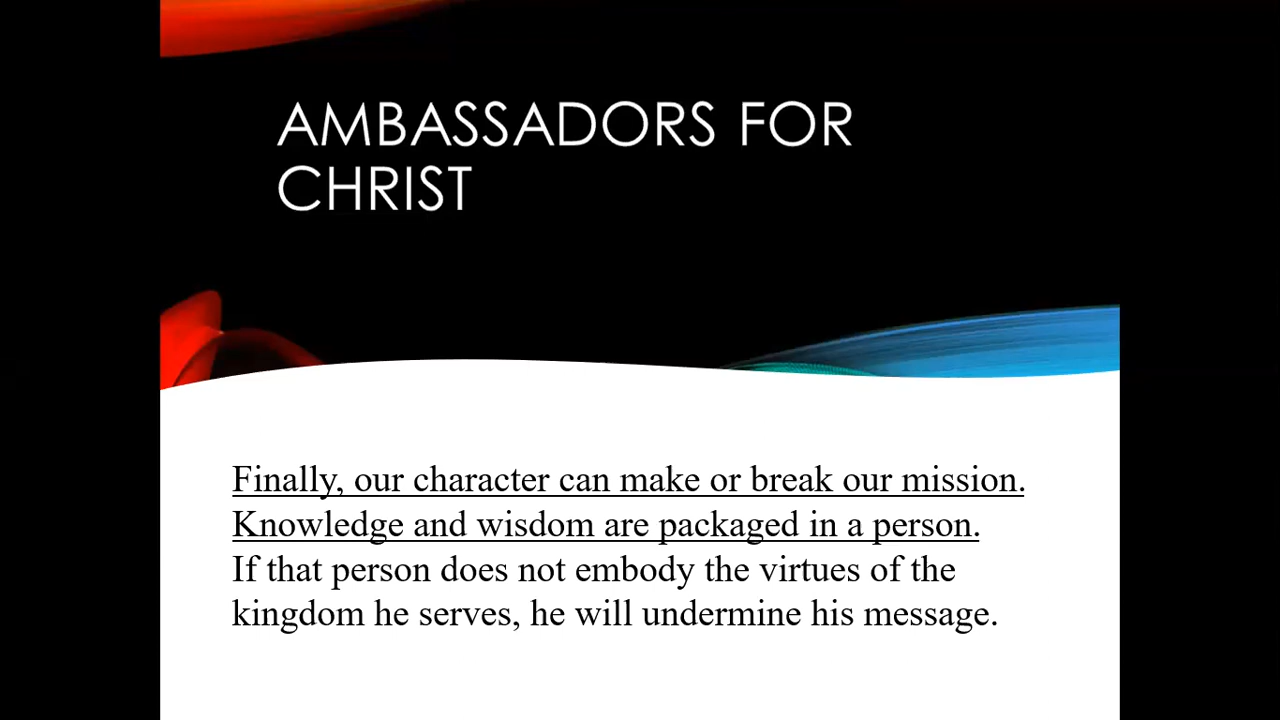 AMBASSADORS FOR
CHRIST
Finally, our character can make or break our mission.
Knowledge and wisdom are packaged in a person.
If that person does not embody the virtues of the
kingdom he serves, he will undermine his message.